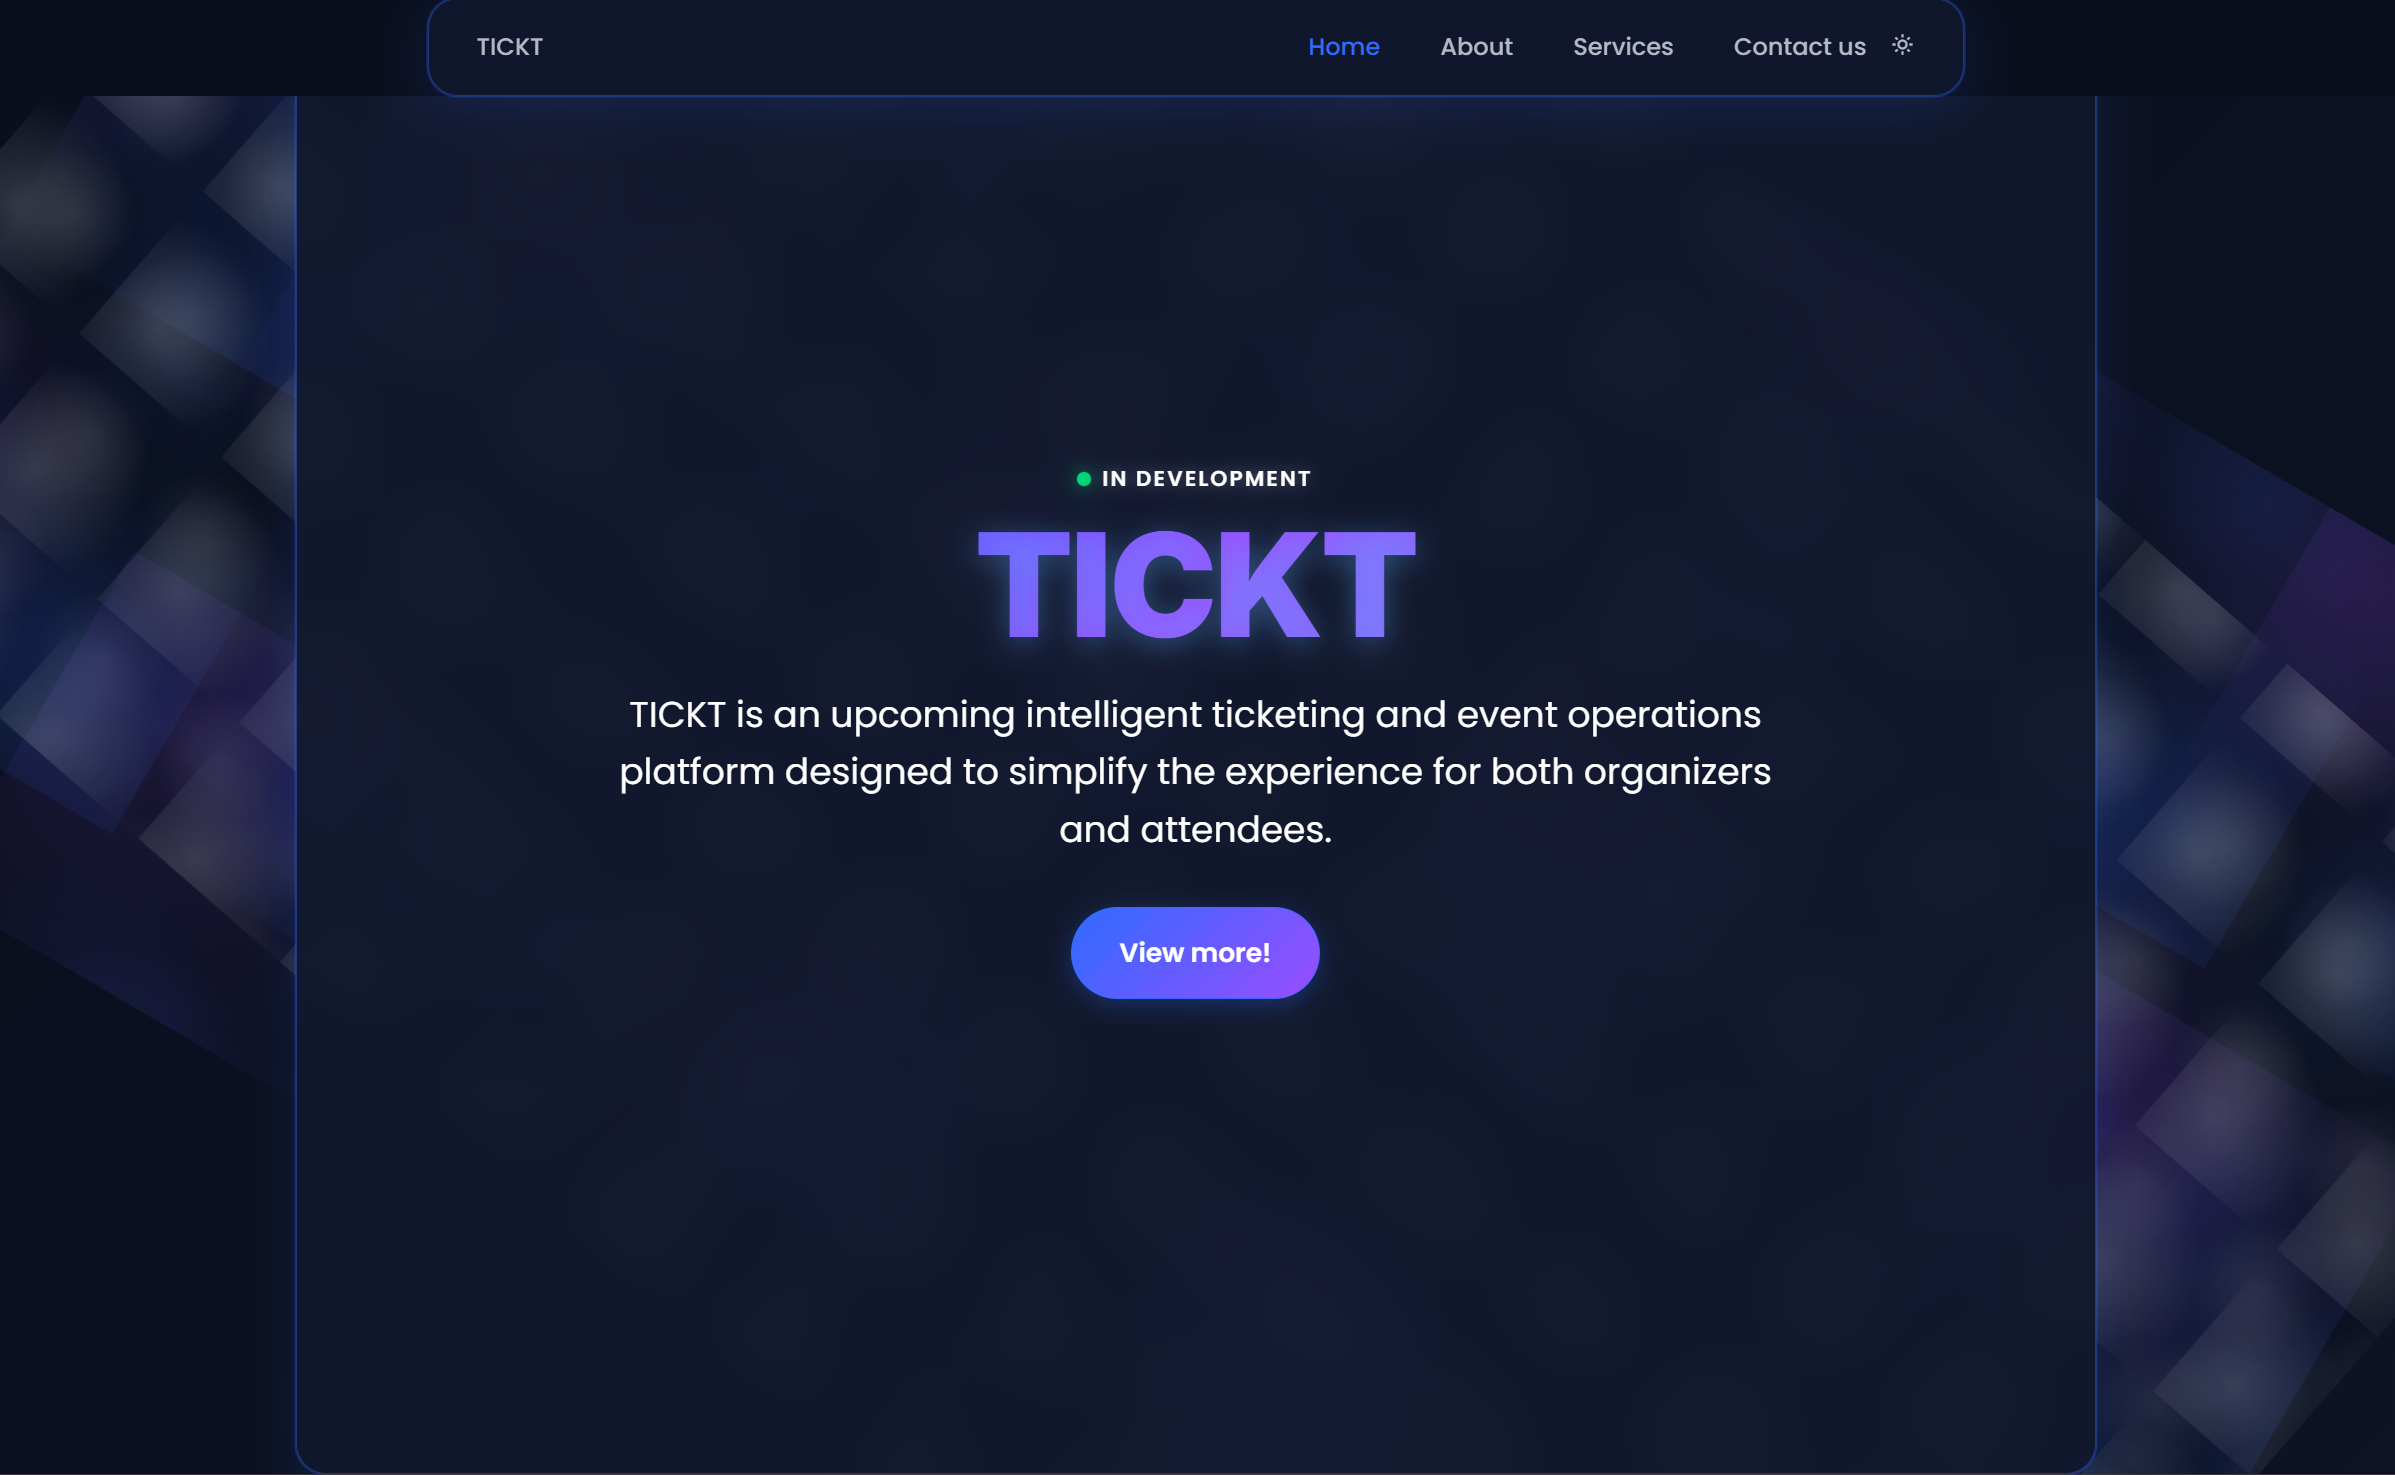 TICKT
Home
About
Services
Contact us
IN DEVELOPMENT
TICKT
TICKT is an upcoming intelligent ticketing and event operations
platform designed to simplify the experience for both organizers
and attendees.
View more!